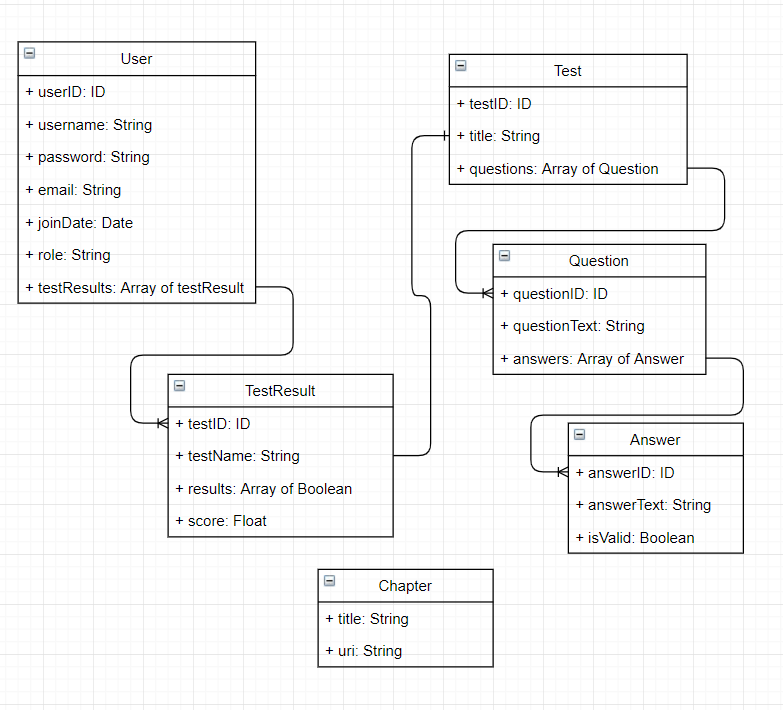 User
+ userID: ID
+ username: String
+ password: String
+ email: String
+ joinDate: Date
+ role: String
+ testResults: Array of testResult
Test
+ testID: ID
+ title: String
+ questions: Array of Question
Question
+ questionID: ID
+ questionText: String
+ answers: Array of Answer
TestResult
+ testID: ID
+ testName: String
+ results: Array of Boolean
+ score: Float
Answer
+ answerID: ID
+ answerText: String
+ isValid: Boolean
Chapter
+ title: String
+ uri: String